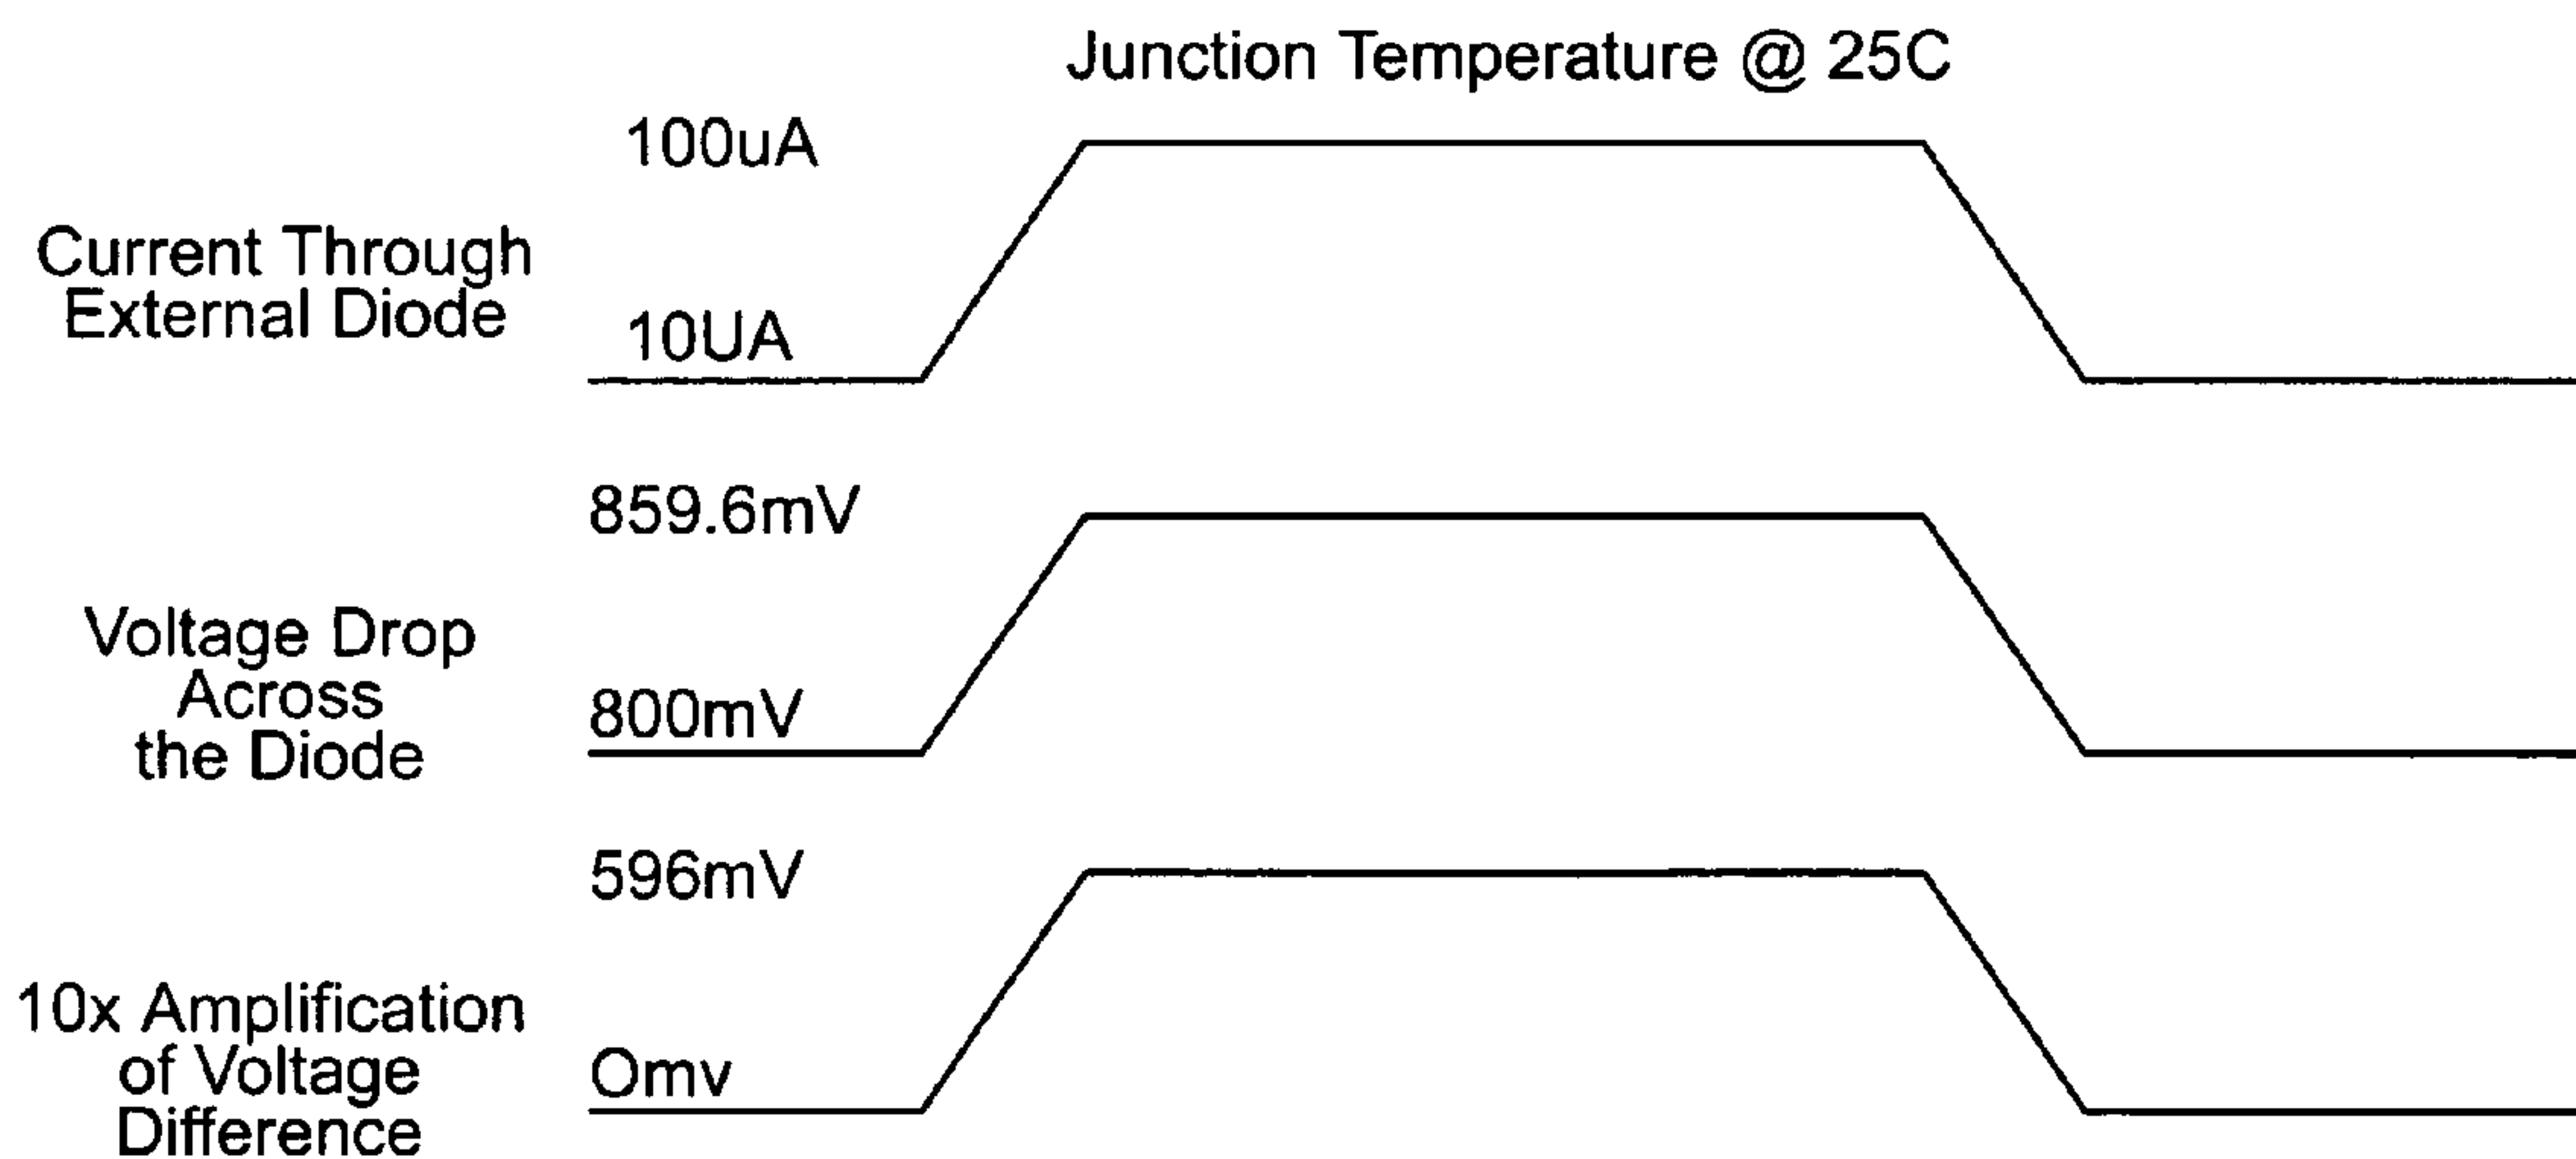 Junction Temperature @ 25C
100uA
Current Through
External Diode
10UA
859.6mV
Voltage Drop
Across
the Diode
800mV
596mV
10x Amplification
of Voltage
Difference
Omv